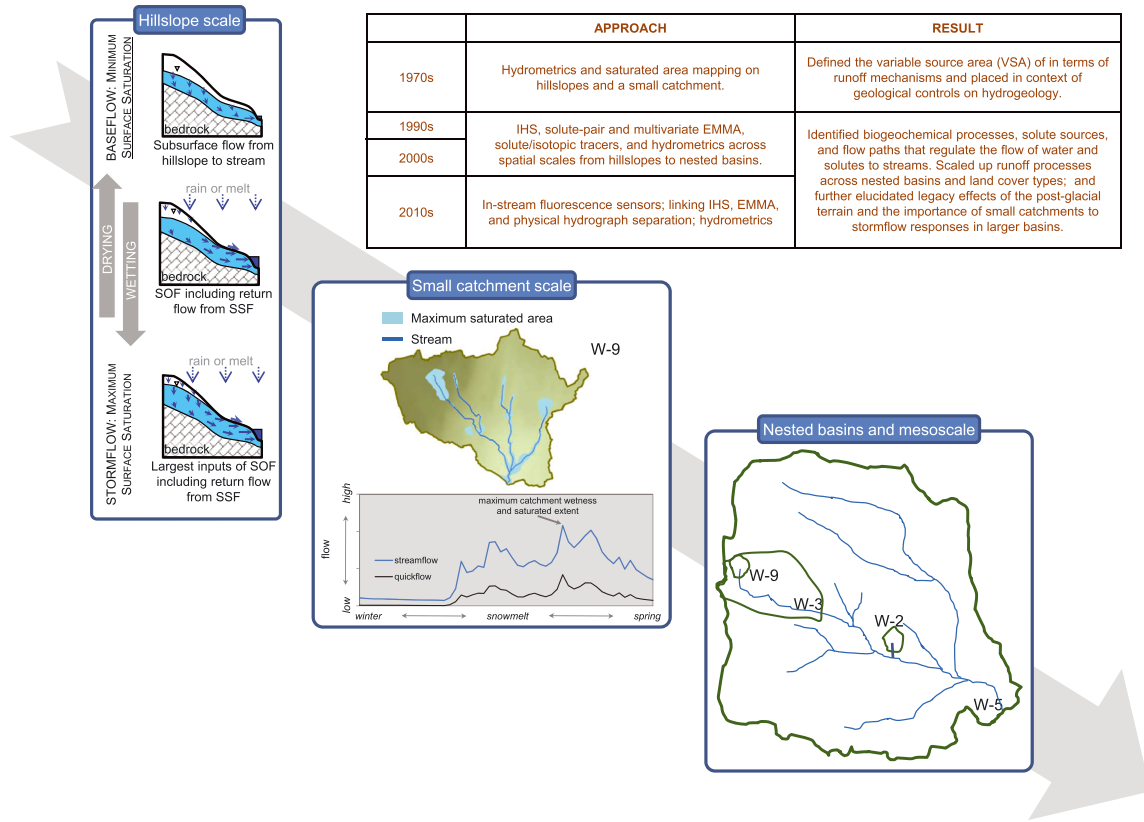 Hillslope scale
BASEFLOW: MINIMUM
SURFACE SATURATION
bedrock
Subsurface flow from
hillslope to stream
rain or melt
DRYING
WETTING
bedrock
SOF including return
flow from SSF
rain or melt
STORMFLOW: MAXIMUM
SURFACE SATURATION
bedrock
Largest inputs of SOF
including return flow
from SSF
APPROACH
RESULT
1970s
Hydrometrics and saturated area mapping on
hillslopes and a small catchment.
Defined the variable source area (VSA) of in terms of
runoff mechanisms and placed in context of
geological controls on hydrogeology.
1990s
2000s
IHS, solute-pair and multivariate EMMA,
solute/isotopic tracers, and hydrometrics across
spatial scales from hillslopes to nested basins.
2010s
In-stream fluorescence sensors; linking IHS, EMMA,
and physical hydrograph separation; hydrometrics
Identified biogeochemical processes, solute sources,
and flow paths that regulate the flow of water and
solutes to streams. Scaled up runoff processes
across nested basins and land cover types; and
further elucidated legacy effects of the post-glacial
terrain and the importance of small catchments to
stormflow responses in larger basins.
Small catchment scale
Maximum saturated area
Stream
W-9
high
flow
low
maximum catchment wetness
and saturated extent
streamflow
quickflow
winter
snowmelt
spring
Nested basins and mesoscale
W-9
W-3
W-2
W-5